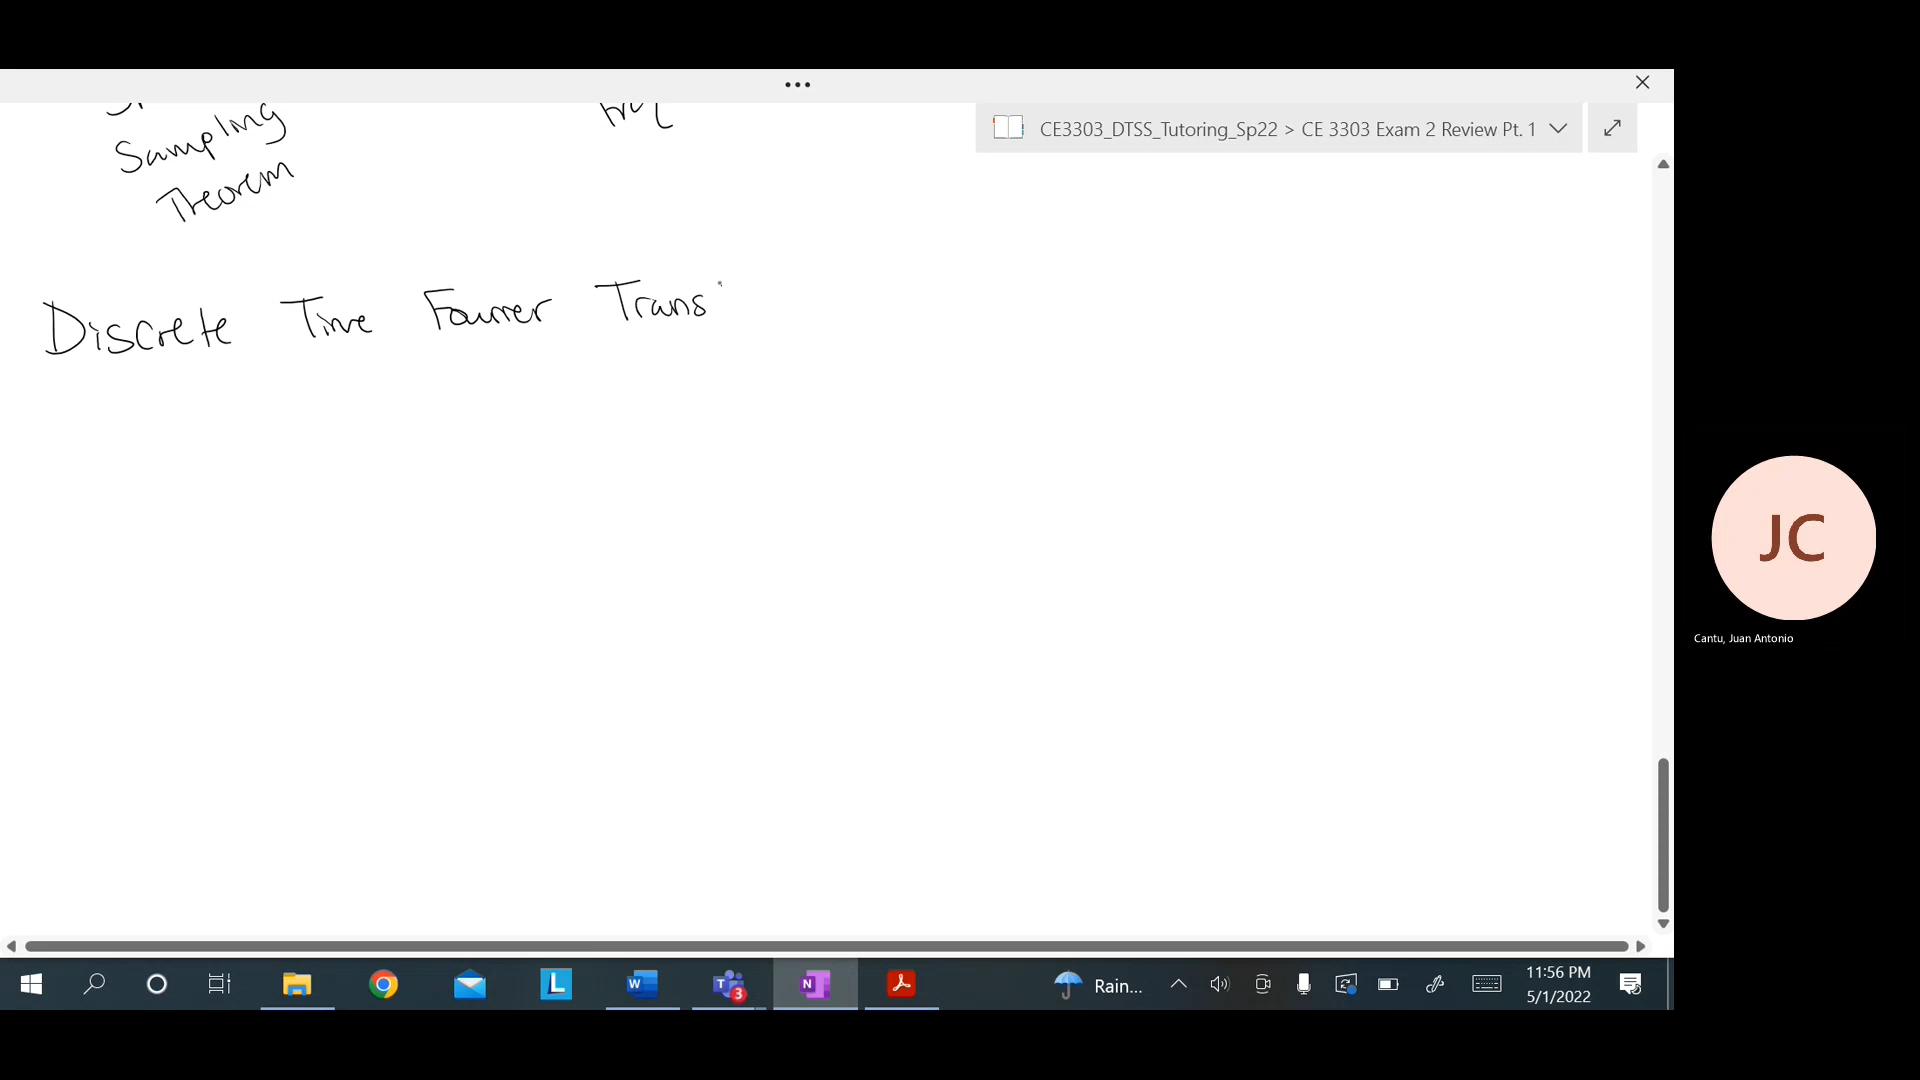 Sampling
Theorem
CE3303_DTSS_Tutoring_Sp22 > CE 3303 Exam 2 Review Pt. 1
Discrete Time Fourier Trans
JC
Cantu, Juan Antonio
L
W
T
3
N
Rain...
11:56 PM
5/1/2022